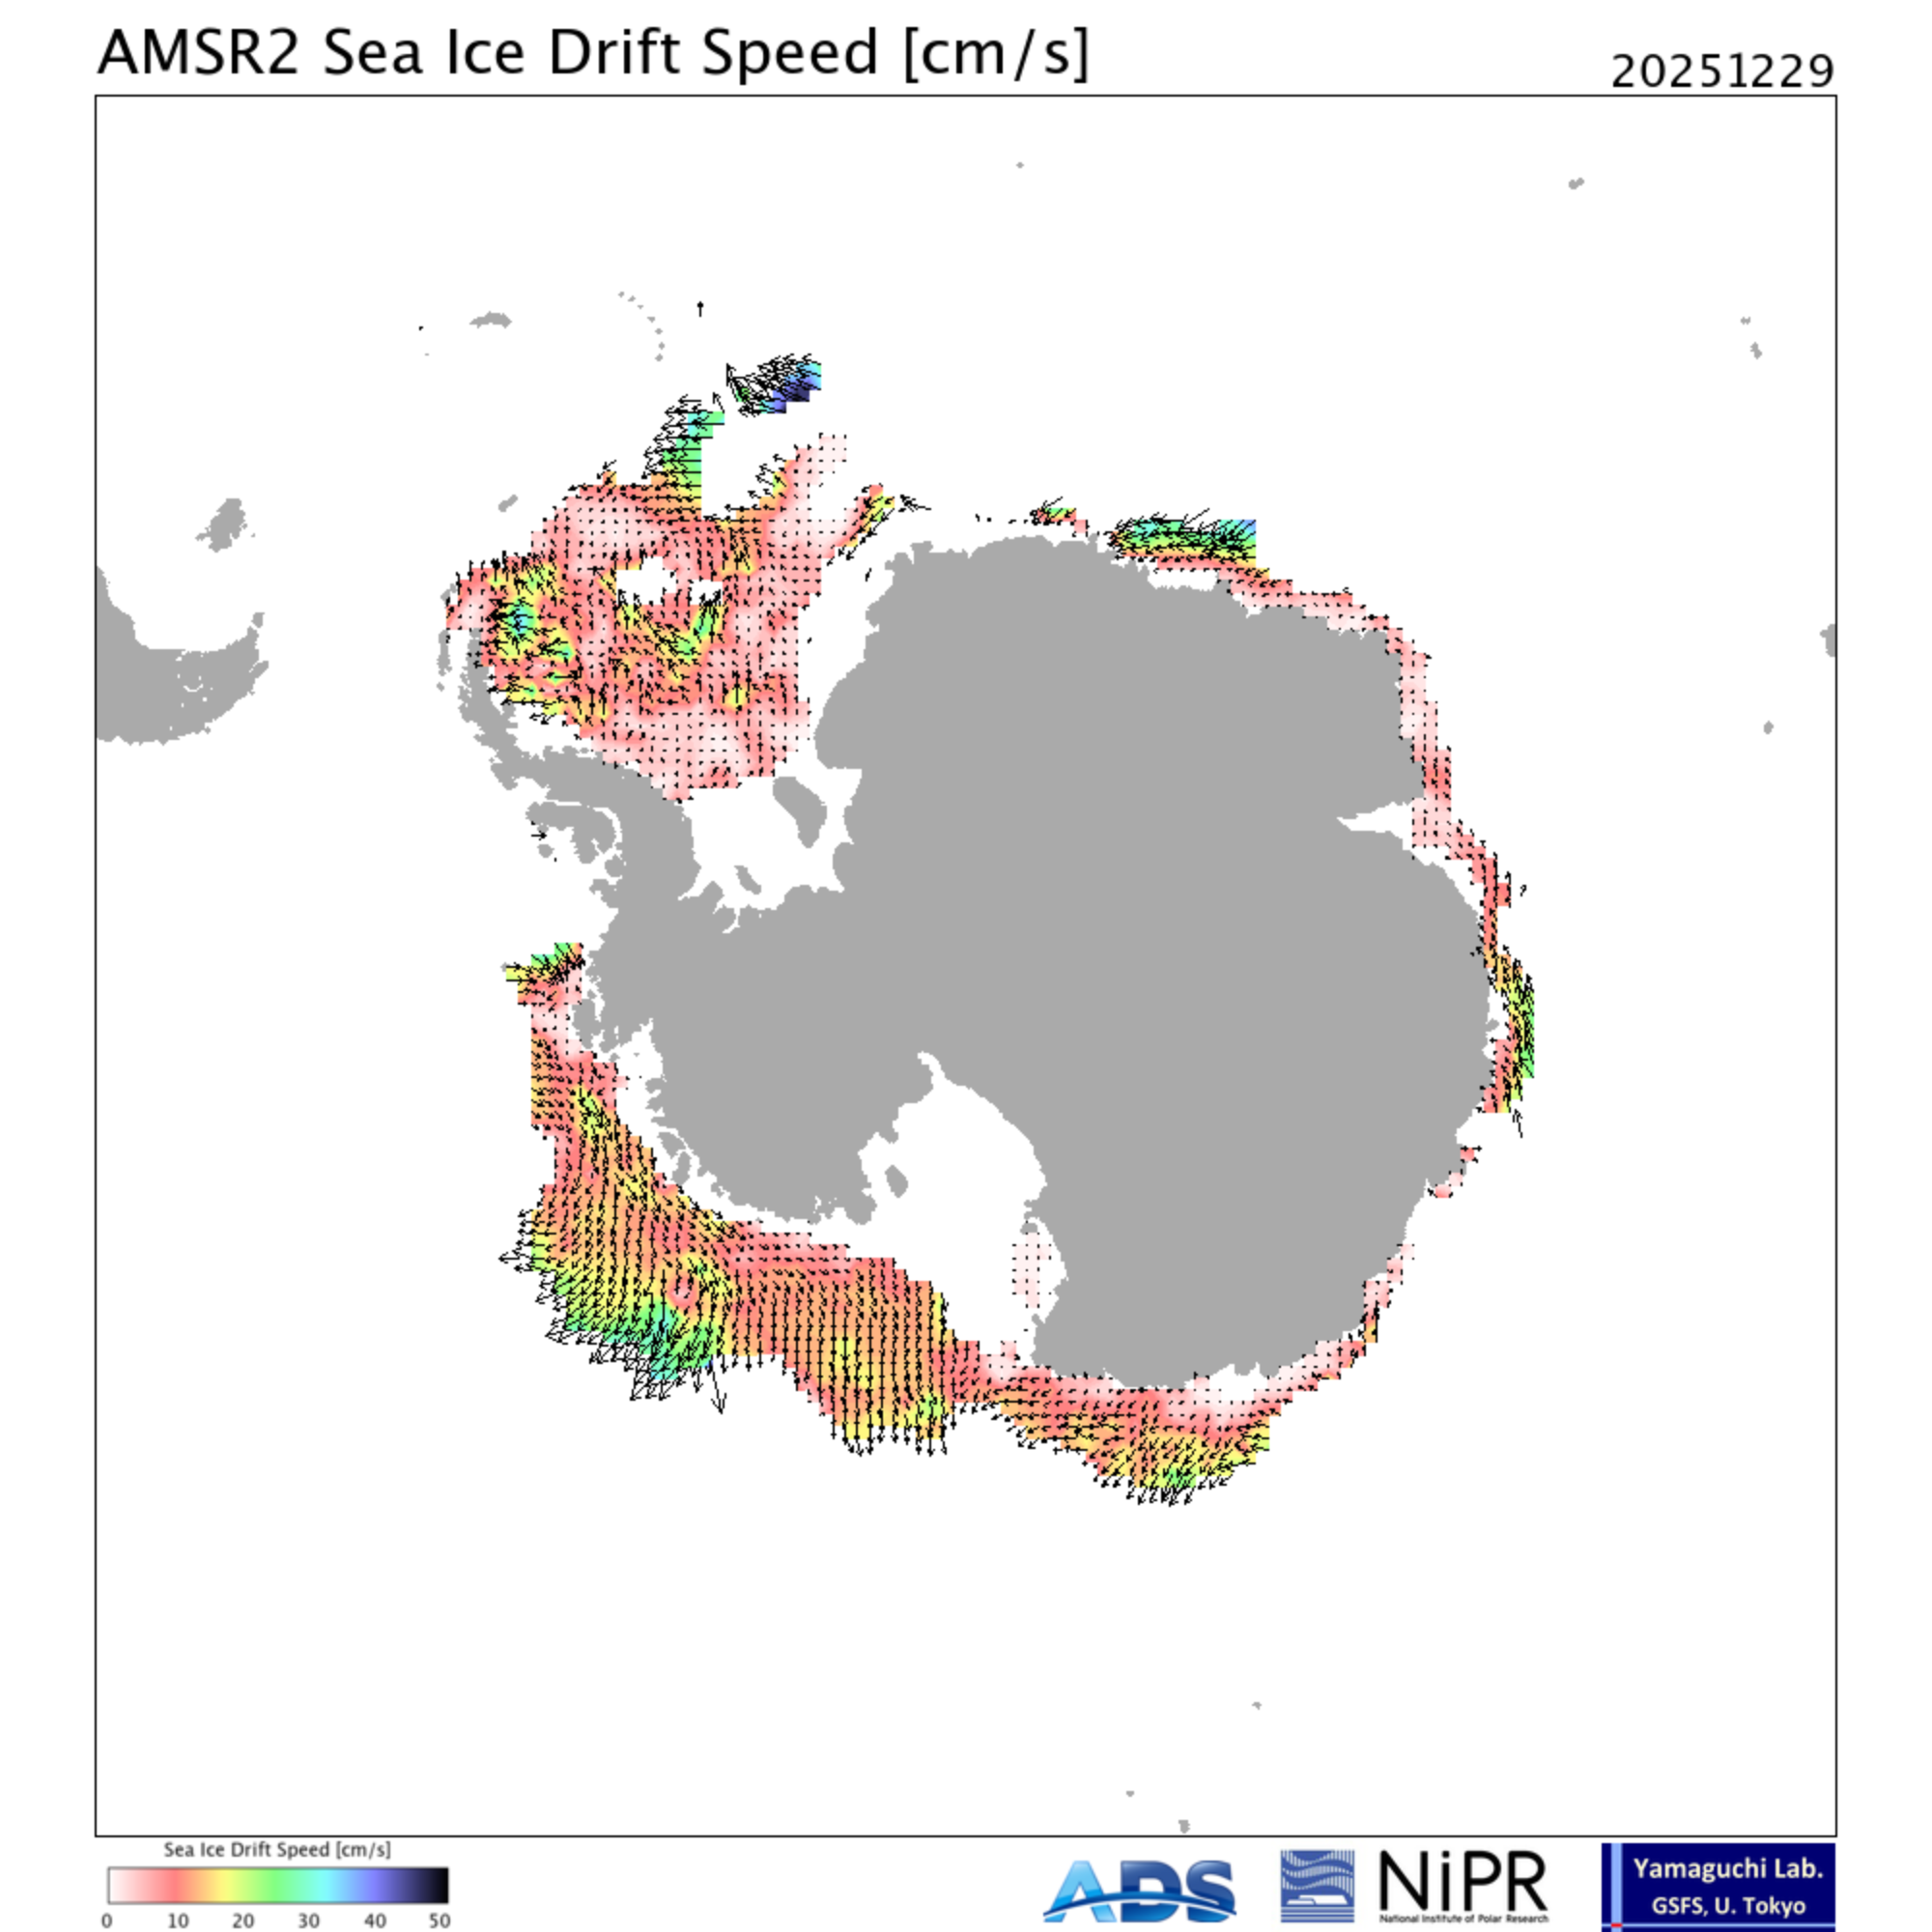 AMSR2 Sea Ice Drift Speed [cm/s]
20251229
Sea Ice Drift Speed [cm/s]
0 10 20 30 40 50
ADS
NiPR
National Institute of Polar Research
Yamaguchi Lab.
GSFS, U. Tokyo